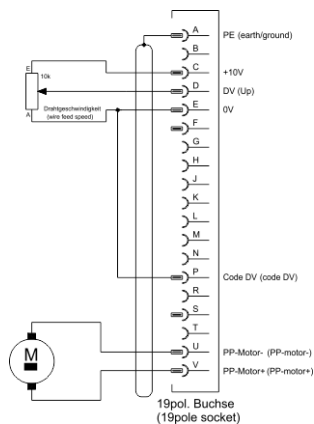 A PE (earth/ground)
B
E
10k
C +10V
D DV (Up)
Drahtgeschwindigkeit
(wire feed speed)
A
E 0V
F
G
H
J
K
L
M
N
P Code DV (code DV)
R
S
T
M
U PP-Motor- (PP-motor-)
V PP-Motor+ (PP-motor+)
19pol. Buchse
(19pole socket)